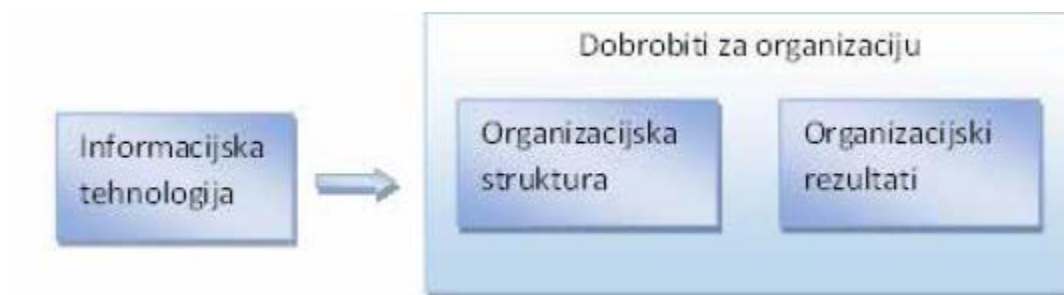 Dobrobiti za organizaciju
Informacijska
tehnologija
Organizacijska
struktura
Organizacijski
rezultati